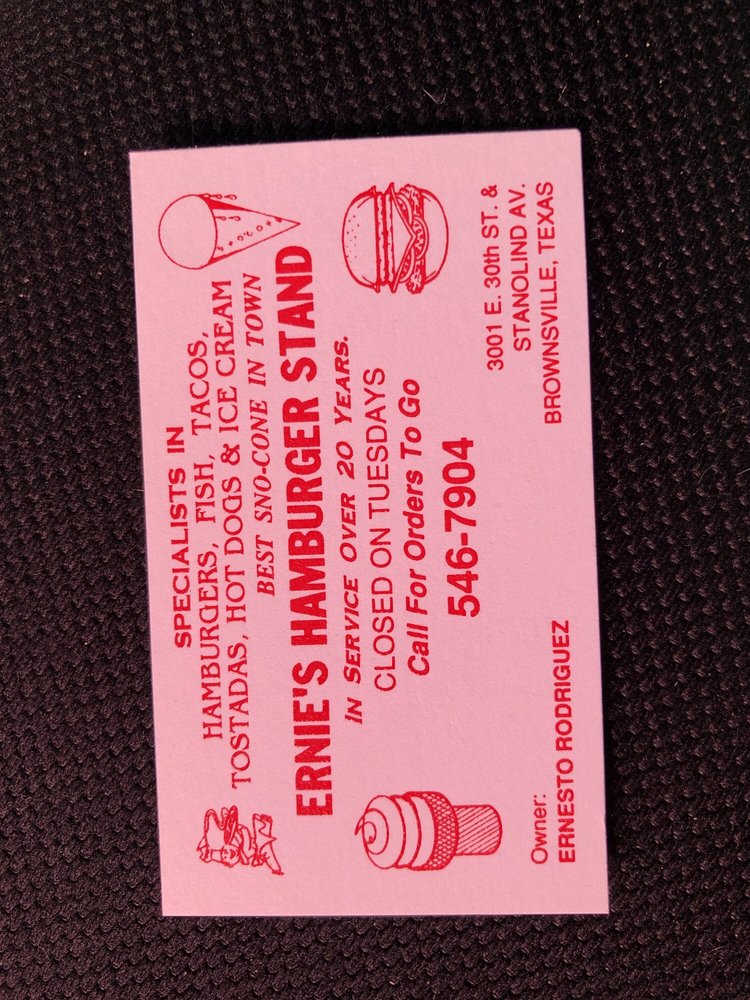 SPECIALISTS IN
HAMBURGERS, FISH, TACOS,
TOSTADAS, HOT DOGS & ICE CREAM
BEST SNO-CONE IN TOWN
ERNIE'S HAMBURGER STAND
IN SERVICE OVER 20 YEARS.
CLOSED ON TUESDAYS
Call For Orders To Go
546-7904
Owner:
ERNESTO RODRIGUEZ
3001 E. 30th ST. &
STANOLIND AV.
BROWNSVILLE, TEXAS